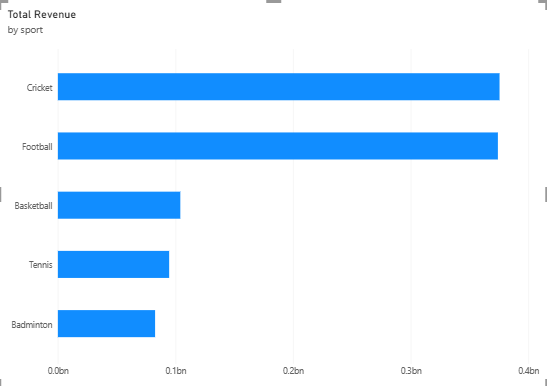 Total Revenue
by sport
Cricket
Football
Basketball
Tennis
Badminton
0.0bn 0.1bn 0.2bn 0.3bn 0.4bn